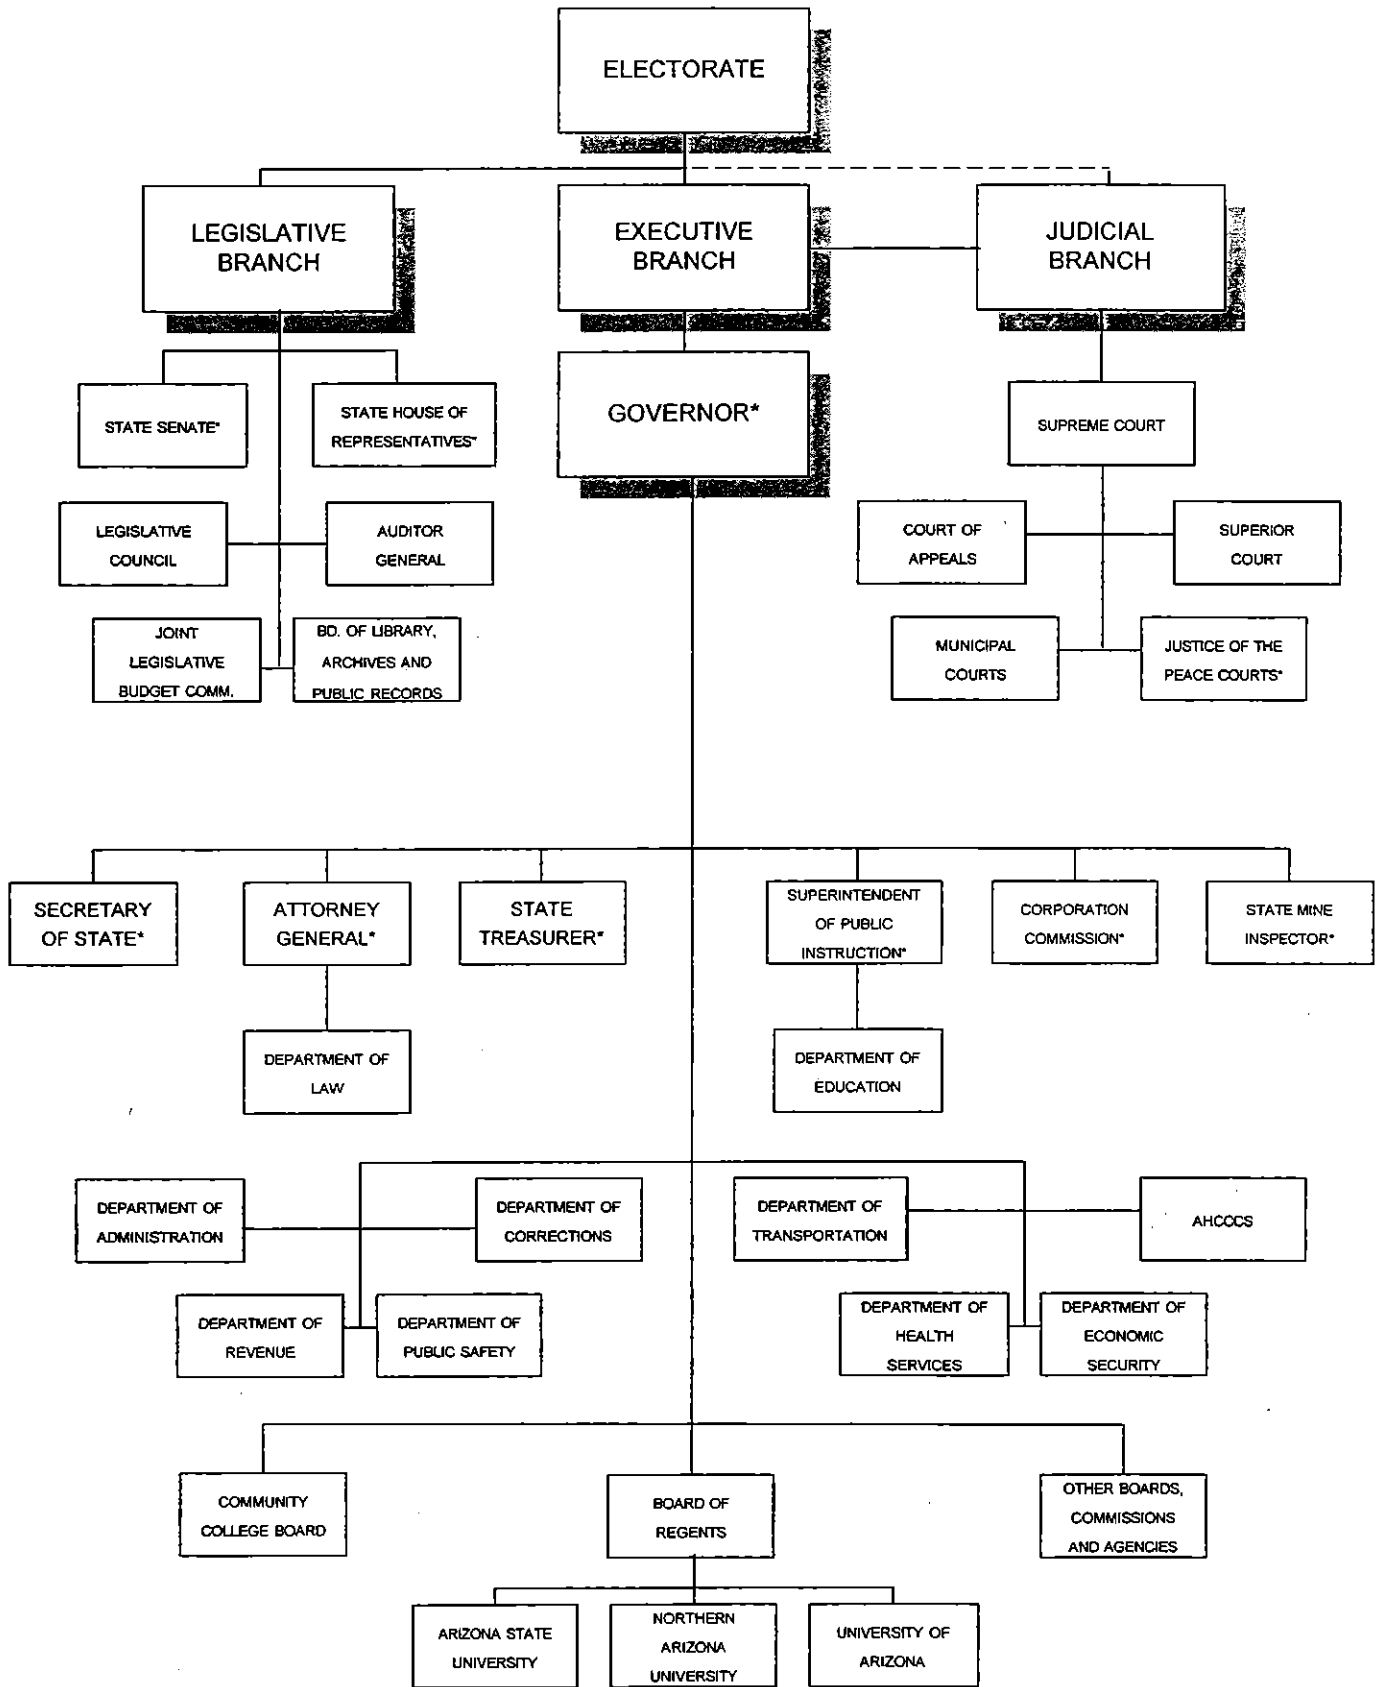 ELECTORATE
LEGISLATIVE
BRANCH
EXECUTIVE
BRANCH
JUDICIAL
BRANCH
STATE SENATE*
STATE HOUSE OF
REPRESENTATIVES*
GOVERNOR*
SUPREME COURT
LEGISLATIVE
COUNCIL
AUDITOR
GENERAL
COURT OF
APPEALS
SUPERIOR
COURT
JOINT
LEGISLATIVE
BUDGET COMM.
BD. OF LIBRARY,
ARCHIVES AND
PUBLIC RECORDS
MUNICIPAL
COURTS
JUSTICE OF THE
PEACE COURTS*
SECRETARY
OF STATE*
ATTORNEY
GENERAL*
STATE
TREASURER*
SUPERINTENDENT
OF PUBLIC
INSTRUCTION*
CORPORATION
COMMISSION*
STATE MINE
INSPECTOR*
DEPARTMENT OF
LAW
DEPARTMENT OF
EDUCATION
DEPARTMENT OF
ADMINISTRATION
DEPARTMENT OF
CORRECTIONS
DEPARTMENT OF
TRANSPORTATION
AHCCCS
DEPARTMENT OF
REVENUE
DEPARTMENT OF
PUBLIC SAFETY
DEPARTMENT OF
HEALTH
SERVICES
DEPARTMENT OF
ECONOMIC
SECURITY
COMMUNITY
COLLEGE BOARD
BOARD OF
REGENTS
OTHER BOARDS,
COMMISSIONS
AND AGENCIES
ARIZONA STATE
UNIVERSITY
NORTHERN
ARIZONA
UNIVERSITY
UNIVERSITY OF
ARIZONA